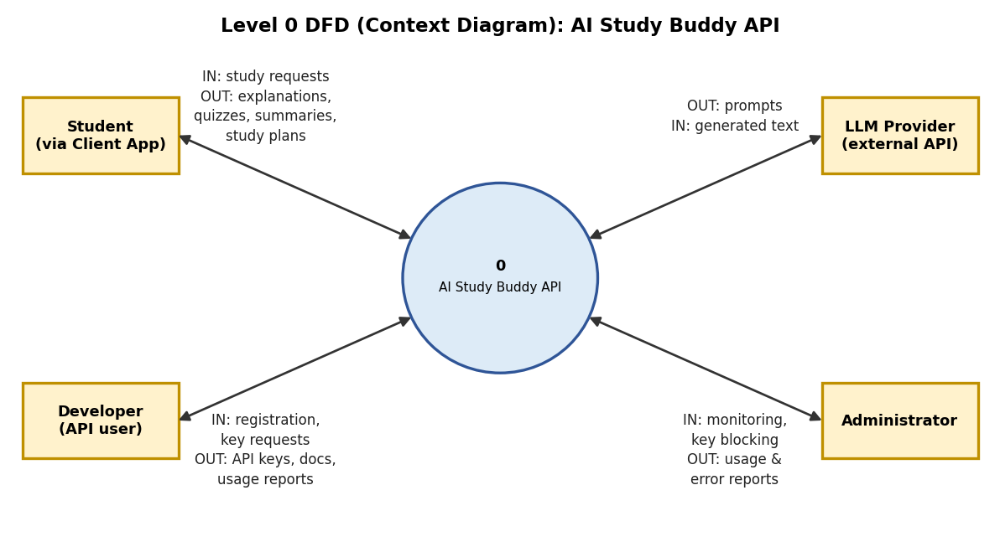 Level 0 DFD (Context Diagram): AI Study Buddy API
IN: study requests
OUT: explanations,
quizzes, summaries,
study plans
Student
(via Client App)
OUT: prompts
IN: generated text
LLM Provider
(external API)
0
AI Study Buddy API
Developer
(API user)
IN: registration,
key requests
OUT: API keys, docs,
usage reports
IN: monitoring,
key blocking
OUT: usage &
error reports
Administrator